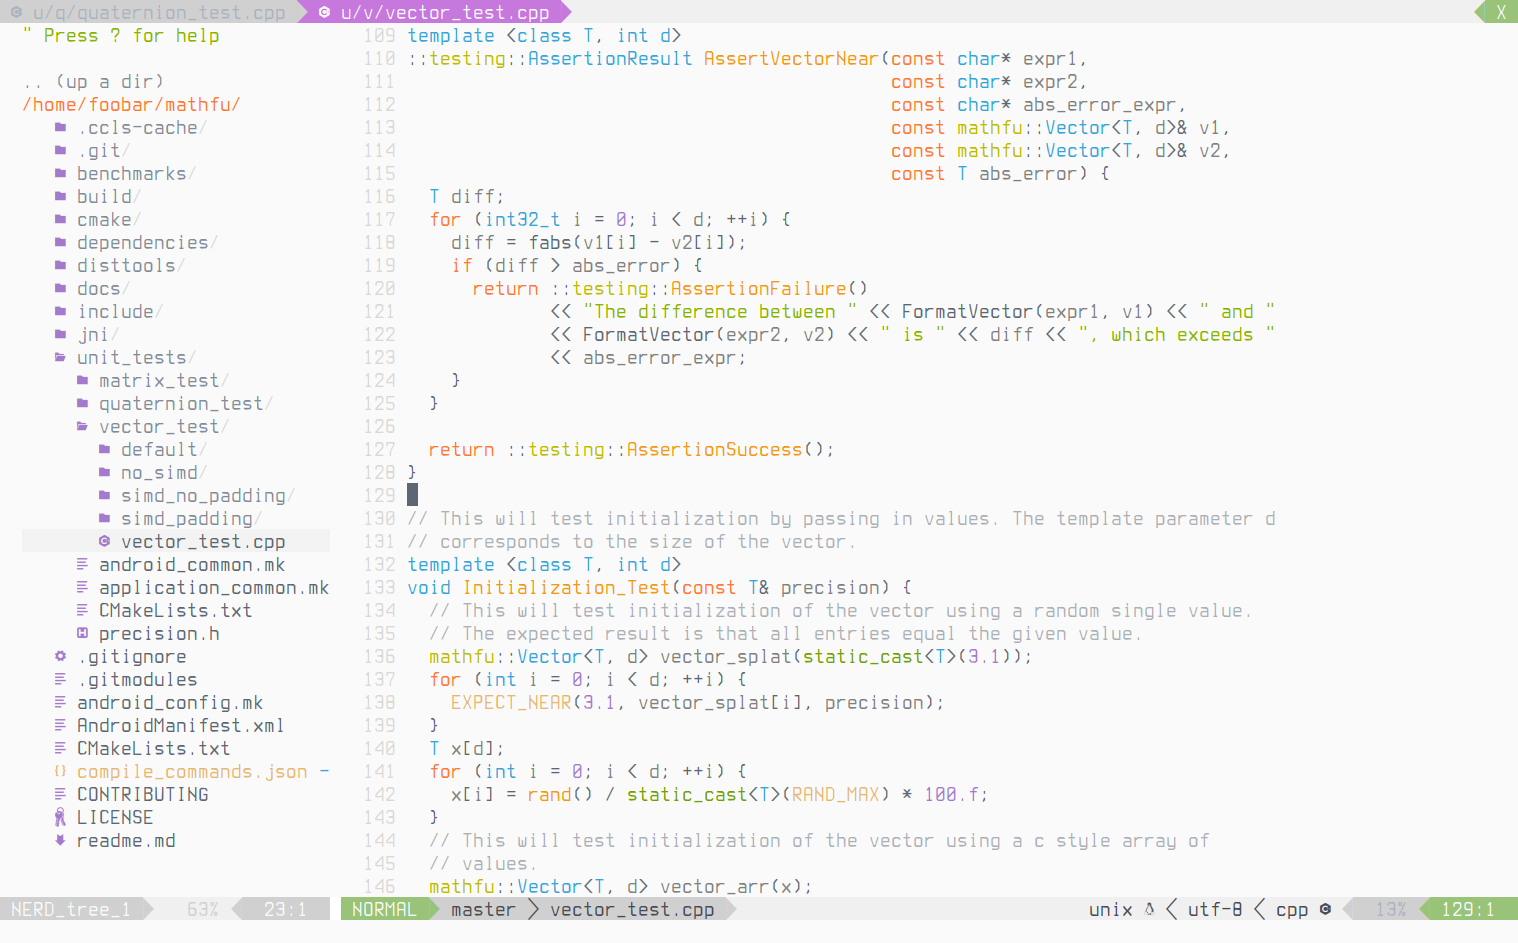 u/q/quaternion_test.cpp u/v/vector_test.cpp X
" Press ? for help
.. (up a dir)
/home/foobar/mathfu/
.ccls-cache/
.git/
benchmarks/
build/
cmake/
dependencies/
disttools/
docs/
include/
jni/
unit_tests/
matrix_test/
quaternion_test/
vector_test/
default/
no_simd/
simd_no_padding/
simd_padding/
vector_test.cpp
android_common.mk
application_common.mk
CMakeLists.txt
precision.h
.gitignore
.gitmodules
android_config.mk
AndroidManifest.xml
CMakeLists.txt
{} compile_commands.json -
CONTRIBUTING
LICENSE
readme.md
109 template <class T, int d>
110 ::testing::AssertionResult AssertVectorNear(const char* expr1,
111 const char* expr2,
112 const char* abs_error_expr,
113 const mathfu::Vector<T, d>& v1,
114 const mathfu::Vector<T, d>& v2,
115 const T abs_error) {
116 T diff;
117 for (int32_t i = 0; i < d; ++i) {
118 diff = fabs(v1[i] - v2[i]);
119 if (diff > abs_error) {
120 return ::testing::AssertionFailure()
121 << "The difference between " << FormatVector(expr1, v1) << " and "
122 << FormatVector(expr2, v2) << " is " << diff << ", which exceeds "
123 << abs_error_expr;
124 }
125 }
126
127 return ::testing::AssertionSuccess();
128 }
129
130 // This will test initialization by passing in values. The template parameter d
131 // corresponds to the size of the vector.
132 template <class T, int d>
133 void Initialization_Test(const T& precision) {
134 // This will test initialization of the vector using a random single value.
135 // The expected result is that all entries equal the given value.
136 mathfu::Vector<T, d> vector_splat(static_cast<T>(3.1));
137 for (int i = 0; i < d; ++i) {
138 EXPECT_NEAR(3.1, vector_splat[i], precision);
139 }
140 T x[d];
141 for (int i = 0; i < d; ++i) {
142 x[i] = rand() / static_cast<T>(RAND_MAX) * 100.f;
143 }
144 // This will test initialization of the vector using a c style array of
145 // values.
146 mathfu::Vector<T, d> vector_arr(x);
NERD_tree_1 63% 23:1 NORMAL master vector_test.cpp unix utf-8 cpp 13% 129:1